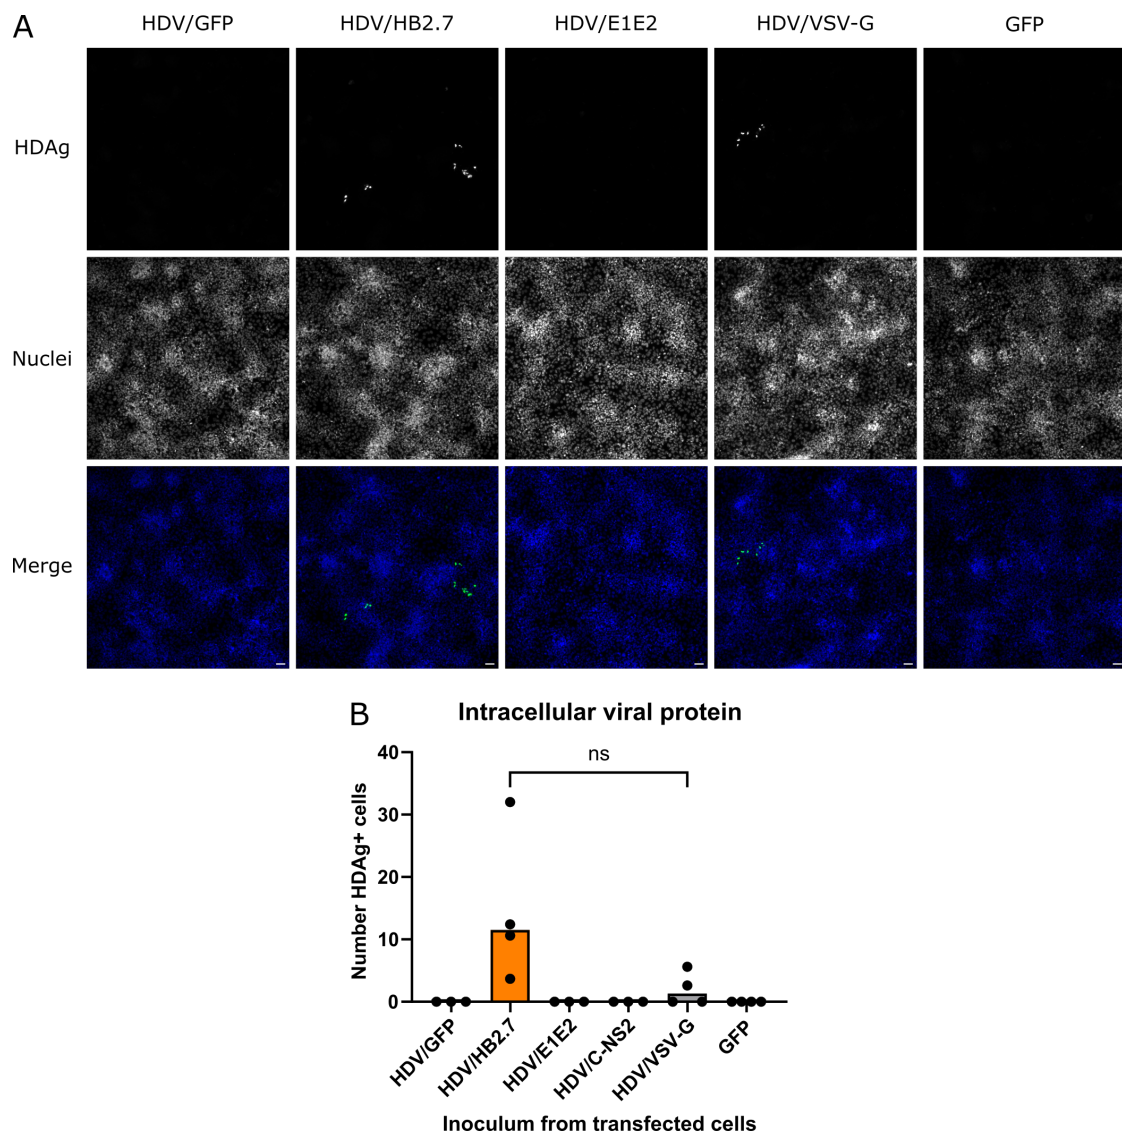 A
HDV/GFP HDV/HB2.7 HDV/E1E2 HDV/VSV-G GFP
HDAg
Nuclei
Merge
B Intracellular viral protein
ns
Number HDAg+ cells
40
30
20
10
0
HDV/GFP HDV/HB2.7 HDV/E1E2 HDV/C-NS2 HDV/VSV-G GFP
Inoculum from transfected cells